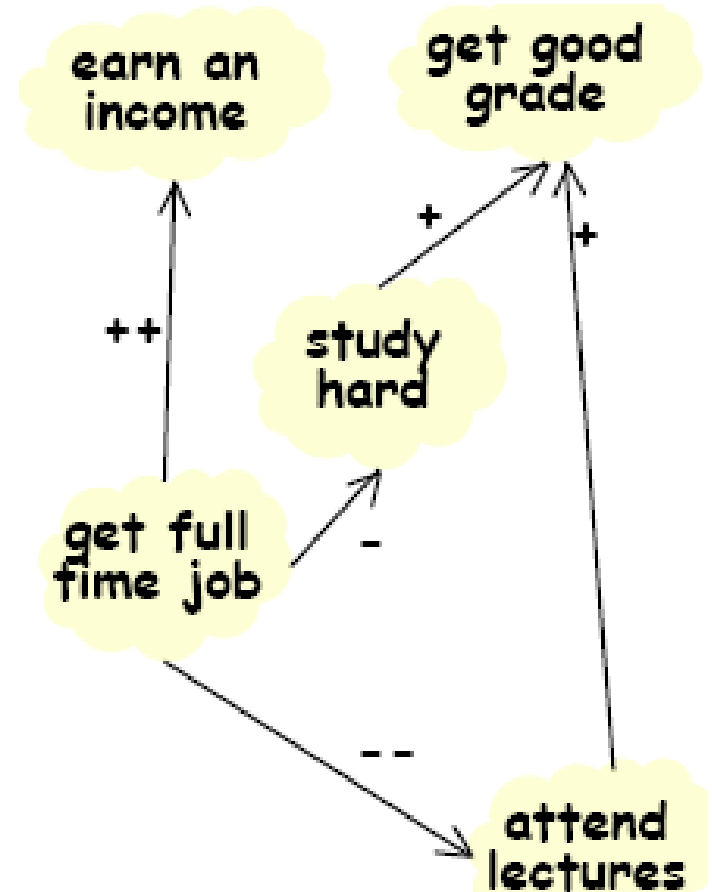 earn an
income
get good
grade
+
+
++
study
hard
get full
time job
-
--
attend
lectures